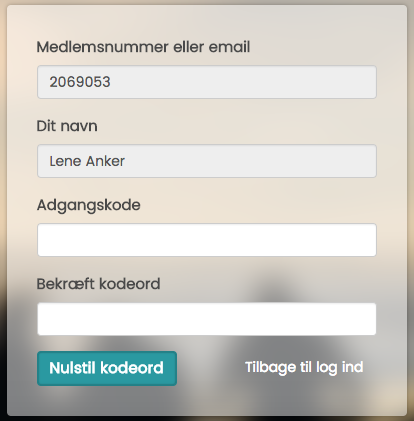 Medlemsnummer eller email
2069053
Dit navn
Lene Anker
Adgangskode
Bekræft kodeord
Nulstil kodeord
Tilbage til log ind